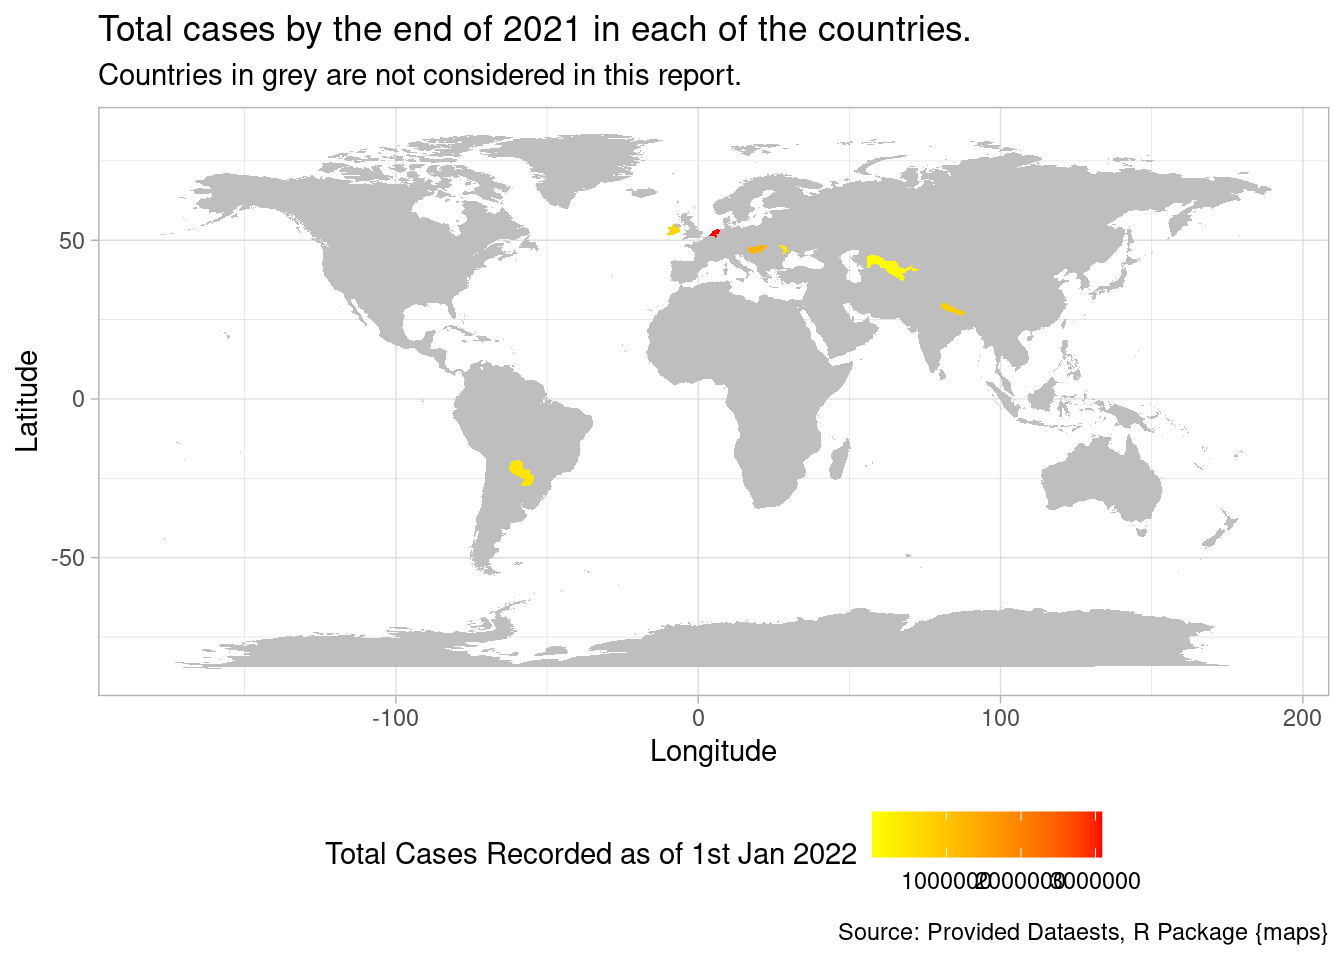 Total cases by the end of 2021 in each of the countries.
Countries in grey are not considered in this report.
50
0
-50
Latitude
-100 0 100 200
Longitude
Total Cases Recorded as of 1st Jan 2022
1000000 2000000 3000000
Source: Provided Dataests, R Package {maps}